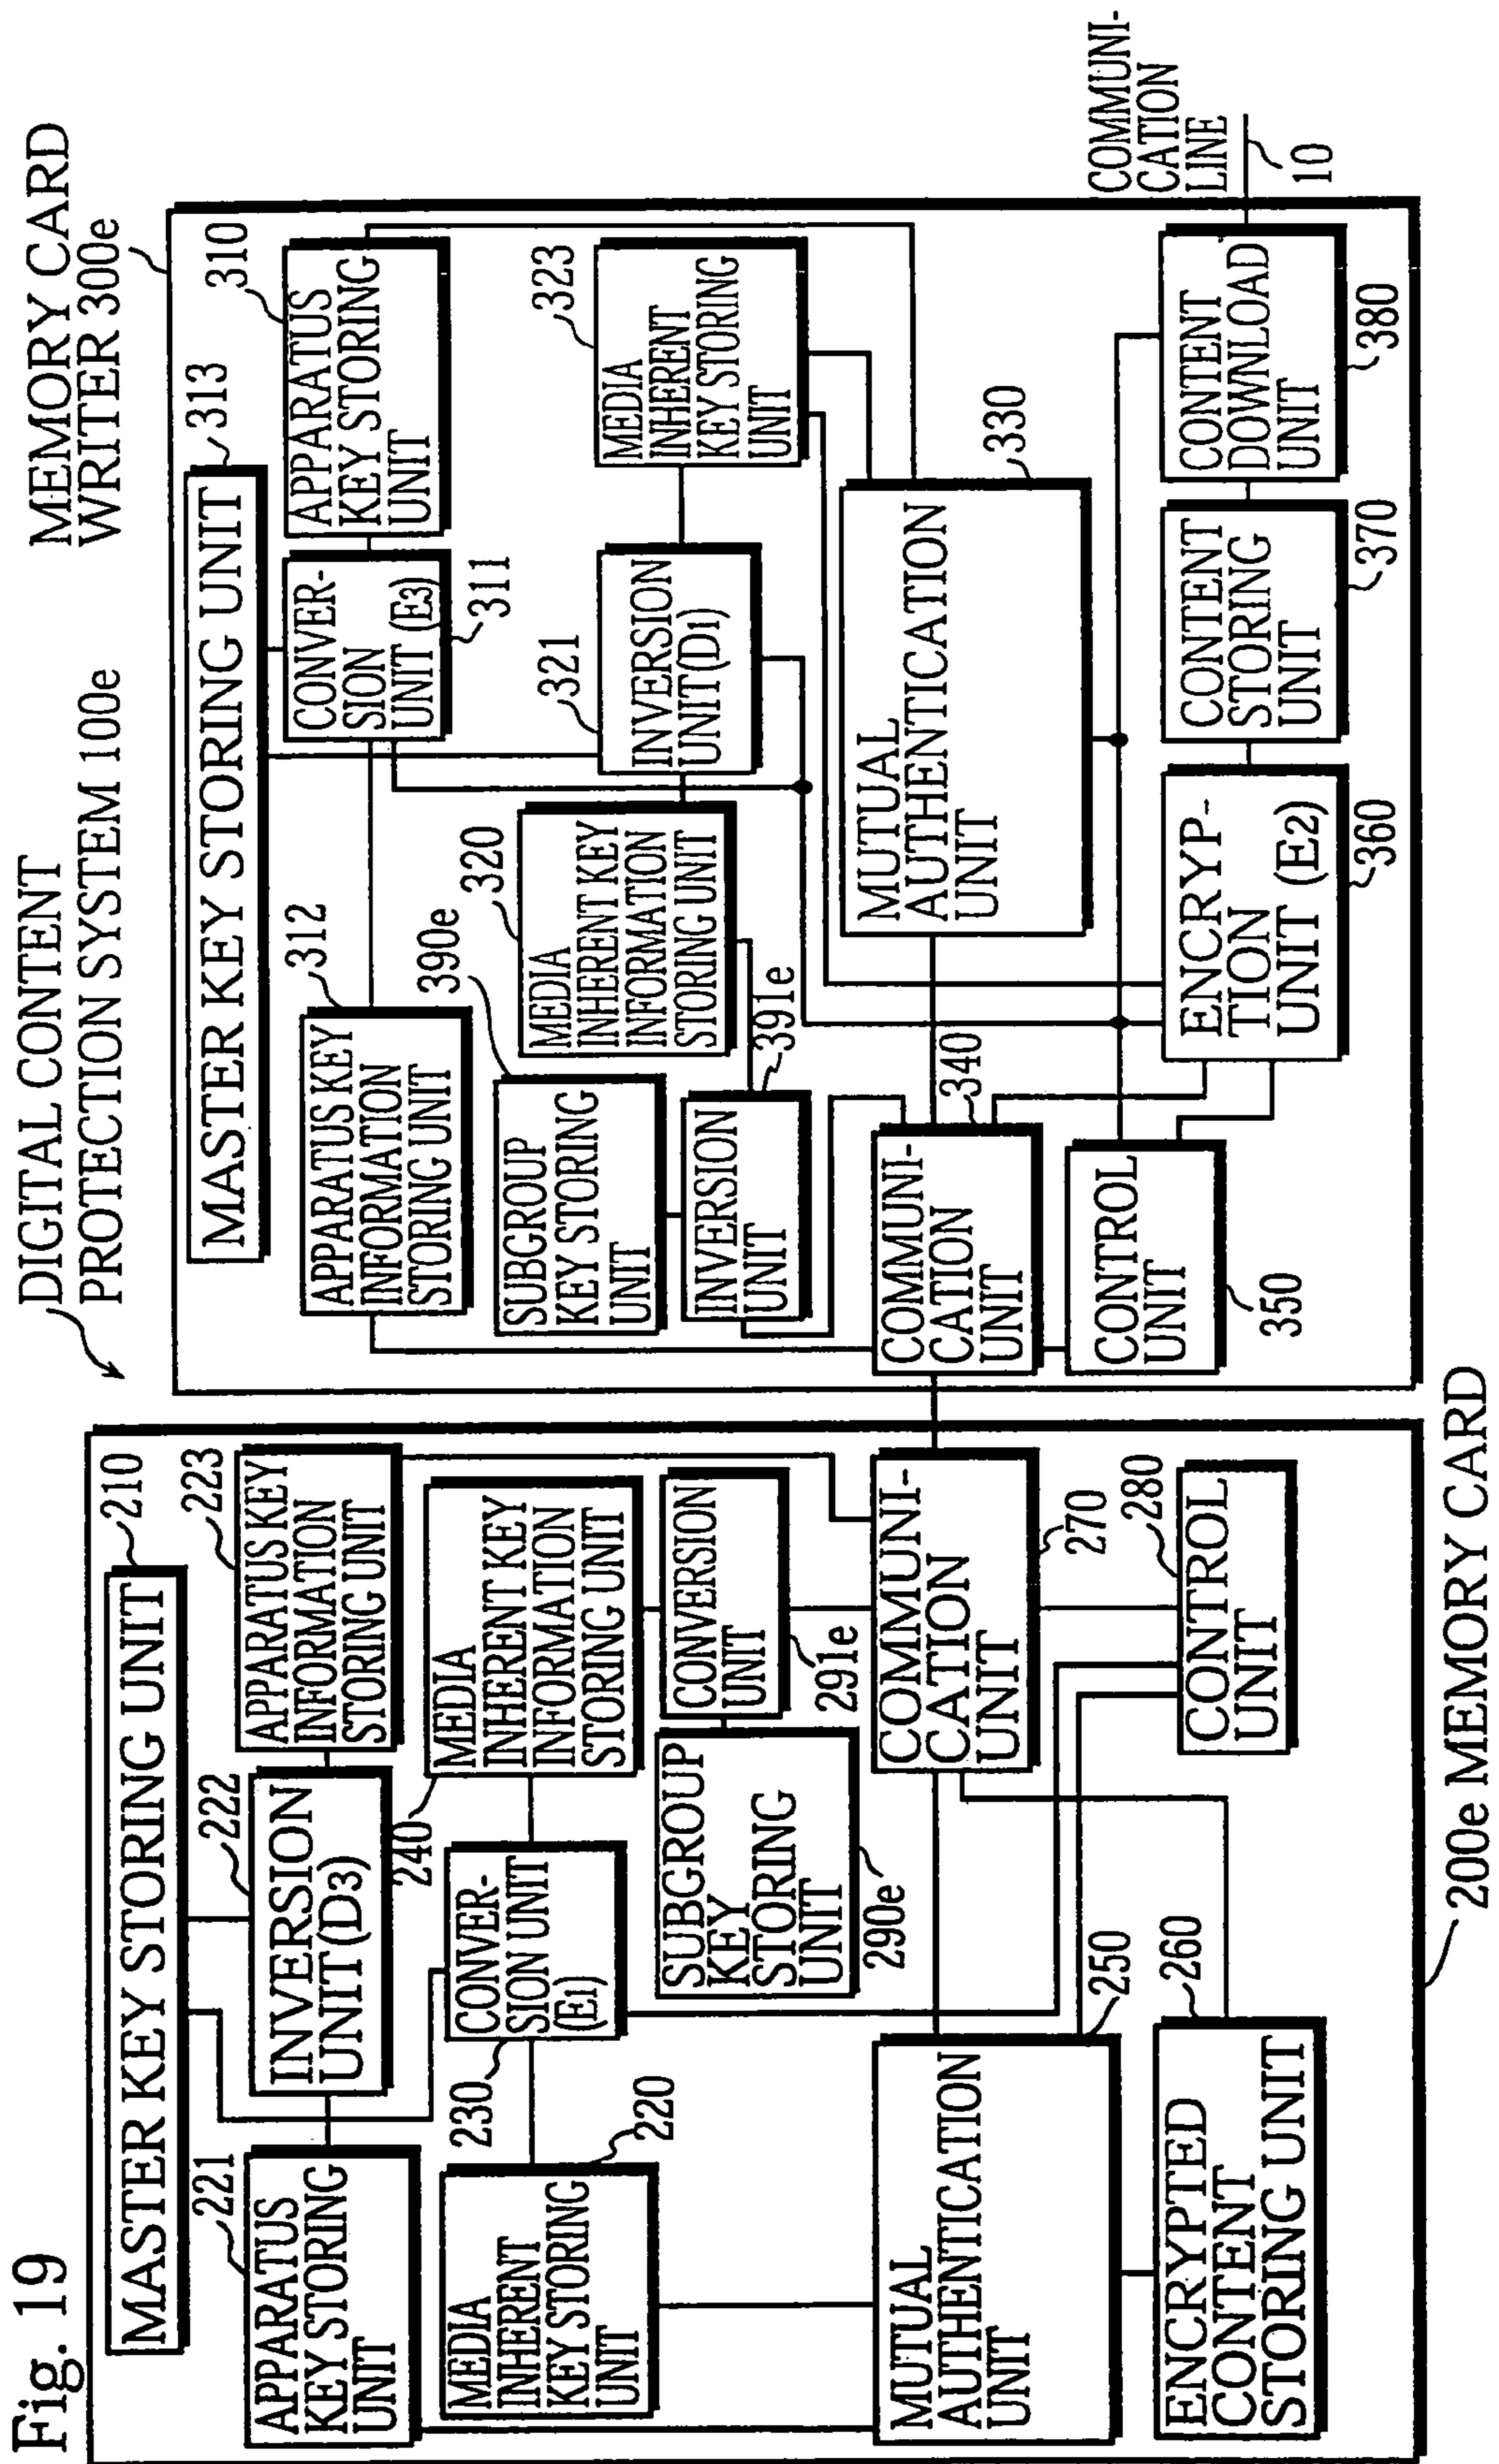 Fig. 19
DIGITAL CONTENT
PROTECTION SYSTEM 100e
MEMORY CARD
WRITER 300e
MASTER KEY STORING UNIT
210
221
APPARATUS
KEY STORING
UNIT
222
INVERSION
UNIT(D3)
223
APPARATUS KEY
INFORMATION
STORING UNIT
MEDIA
INHERENT
KEY STORING
UNIT
220
230
CONVER-
SION UNIT
(E1)
240
MEDIA
INHERENT KEY
INFORMATION
STORING UNIT
SUBGROUP
KEY
STORING
UNIT
290e
CONVERSION
UNIT
291e
MUTUAL
AUTHENTICATION
UNIT
250
COMMUNI-
CATION
UNIT
270
ENCRYPTED
CONTENT
STORING UNIT
260
CONTROL
UNIT
280
200e MEMORY CARD
MASTER KEY STORING UNIT
313
APPARATUS KEY
INFORMATION
STORING UNIT
312
CONVER-
SION
UNIT (E3)
311
APPARATUS
KEY STORING
UNIT
310
SUBGROUP
KEY STORING
UNIT
390e
INVERSION
UNIT
391e
MEDIA
INHERENT KEY
INFORMATION
STORING UNIT
320
INVERSION
UNIT(D1)
321
MEDIA
INHERENT
KEY STORING
UNIT
323
COMMUNI-
CATION
UNIT
340
MUTUAL
AUTHENTICATION
UNIT
330
CONTROL
UNIT
350
ENCRYP-
TION
UNIT (E2)
360
CONTENT
STORING
UNIT
370
CONTENT
DOWNLOAD
UNIT
380
COMMUNI-
CATION
LINE
10